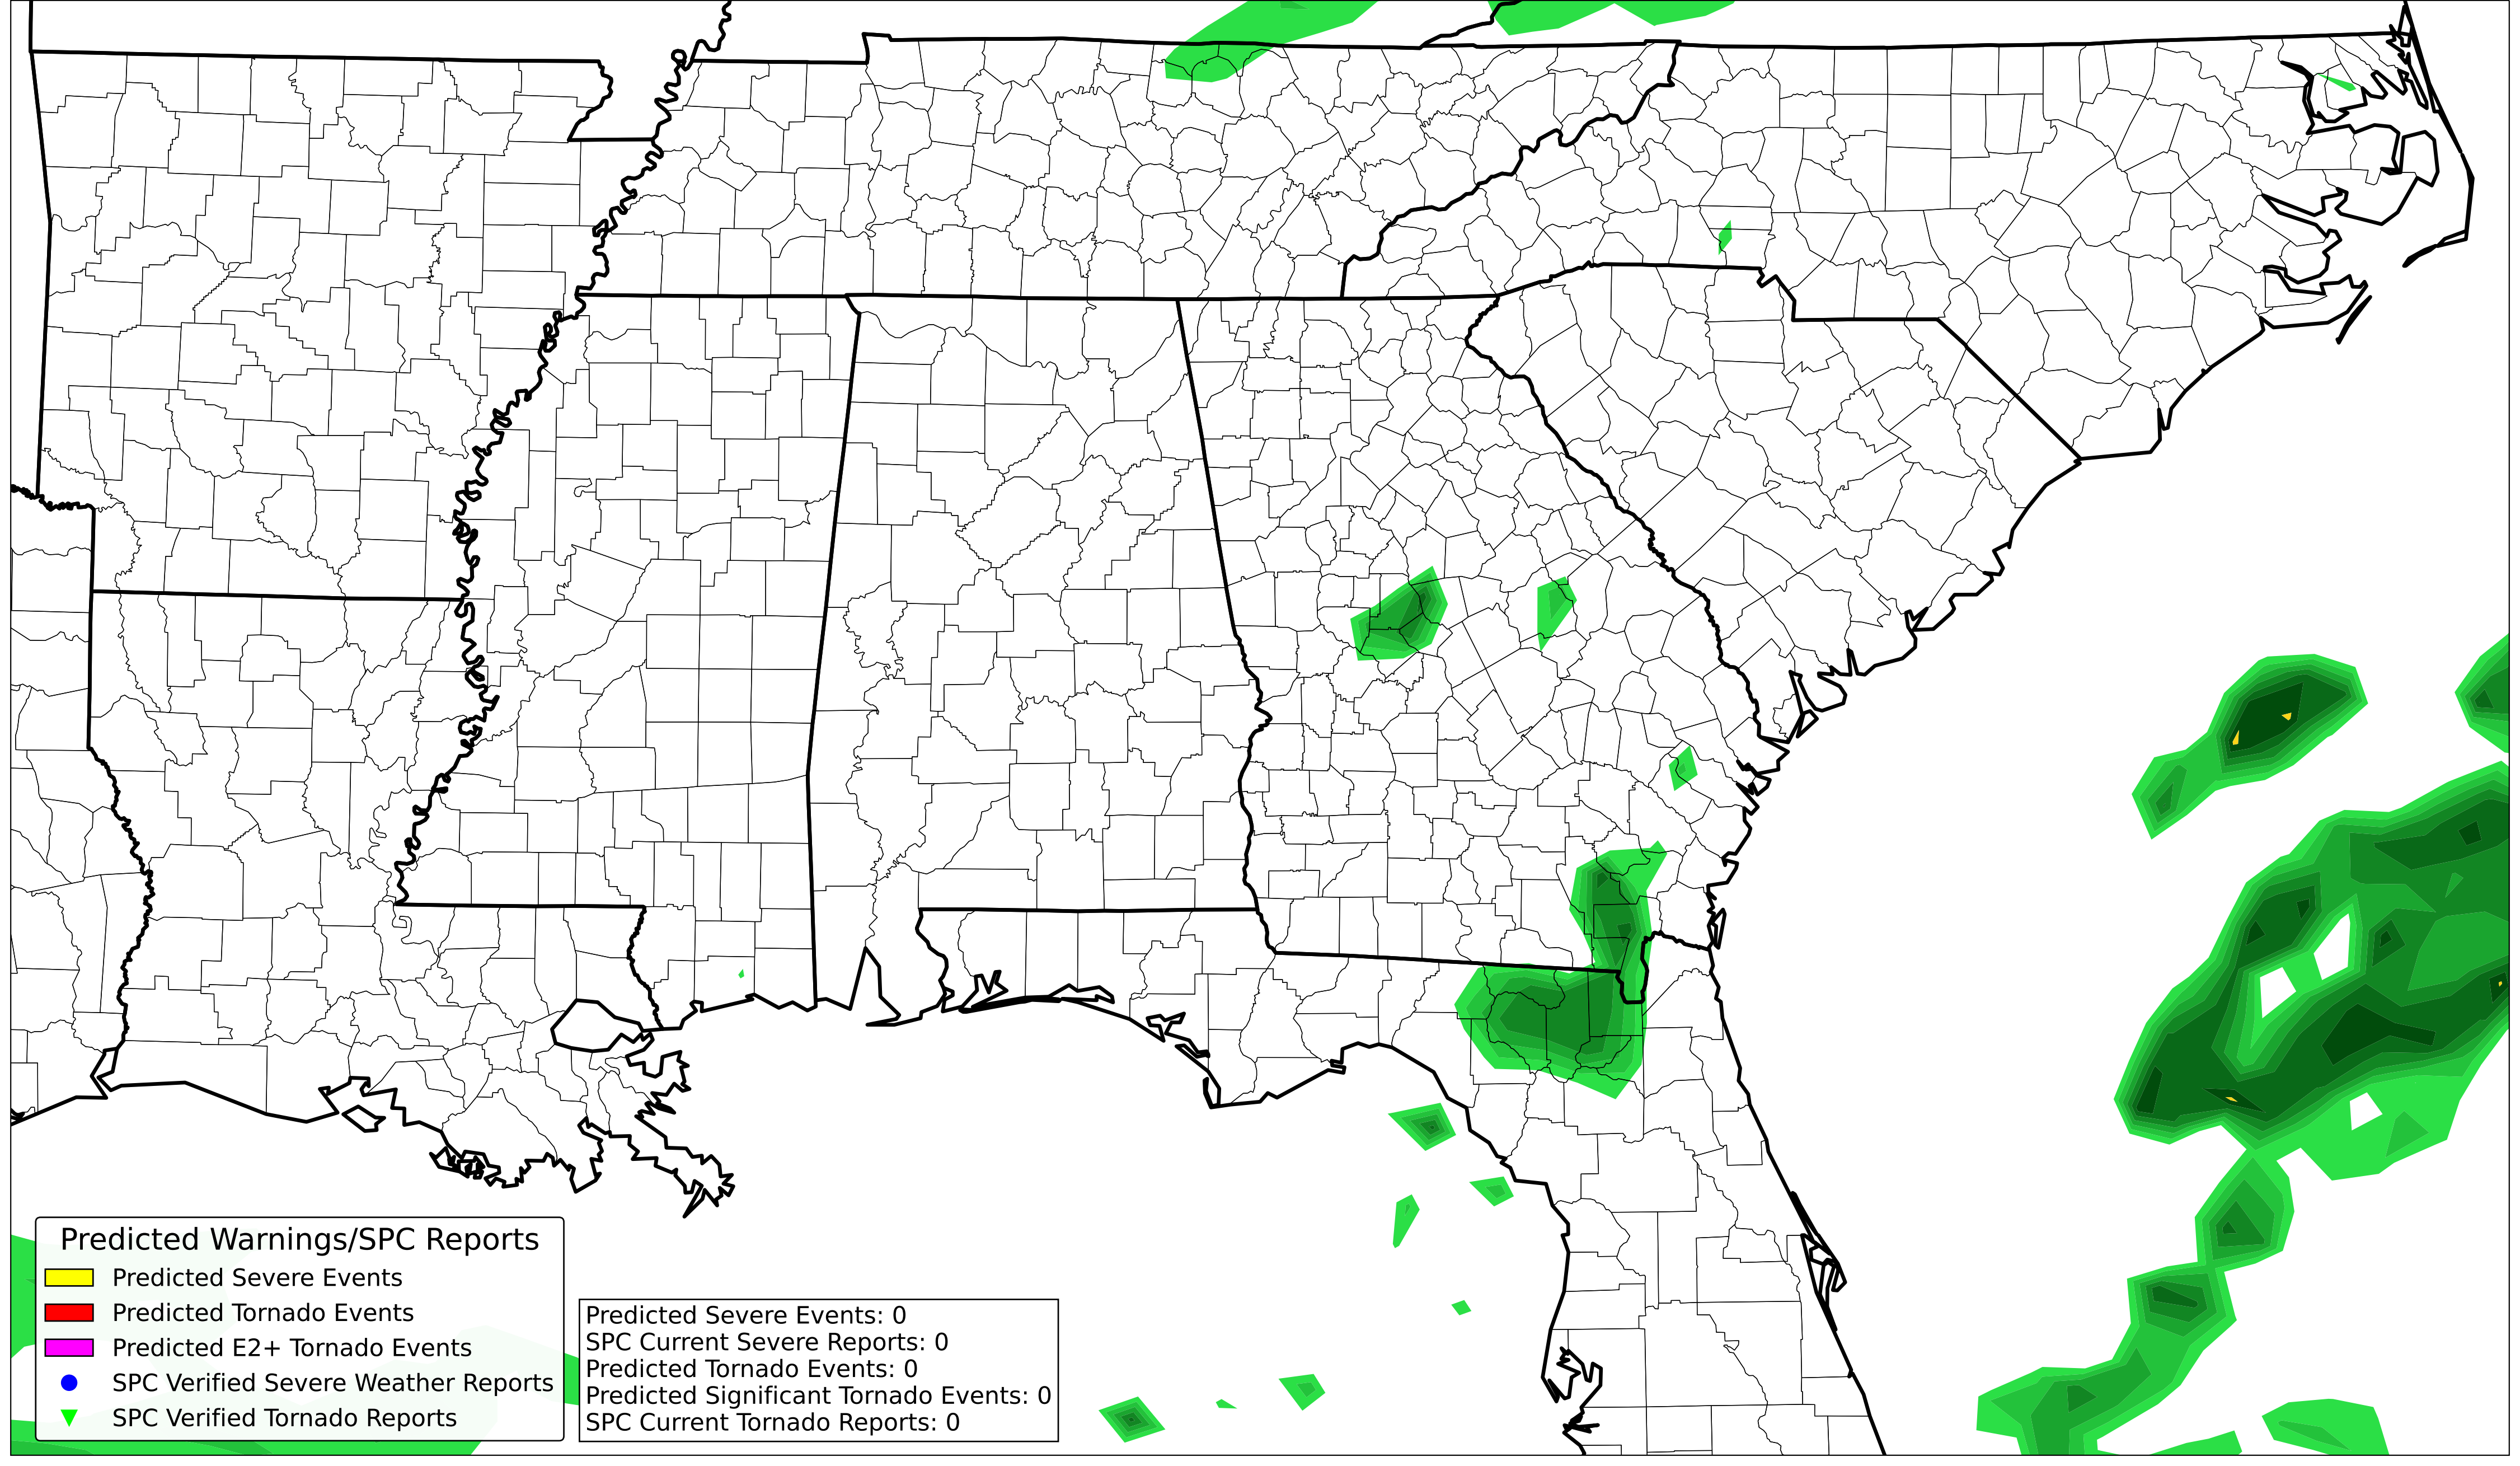 Predicted Warnings/SPC Reports
Predicted Severe Events
Predicted Tornado Events
Predicted E2+ Tornado Events
SPC Verified Severe Weather Reports
SPC Verified Tornado Reports
Predicted Severe Events: 0
SPC Current Severe Reports: 0
Predicted Tornado Events: 0
Predicted Significant Tornado Events: 0
SPC Current Tornado Reports: 0